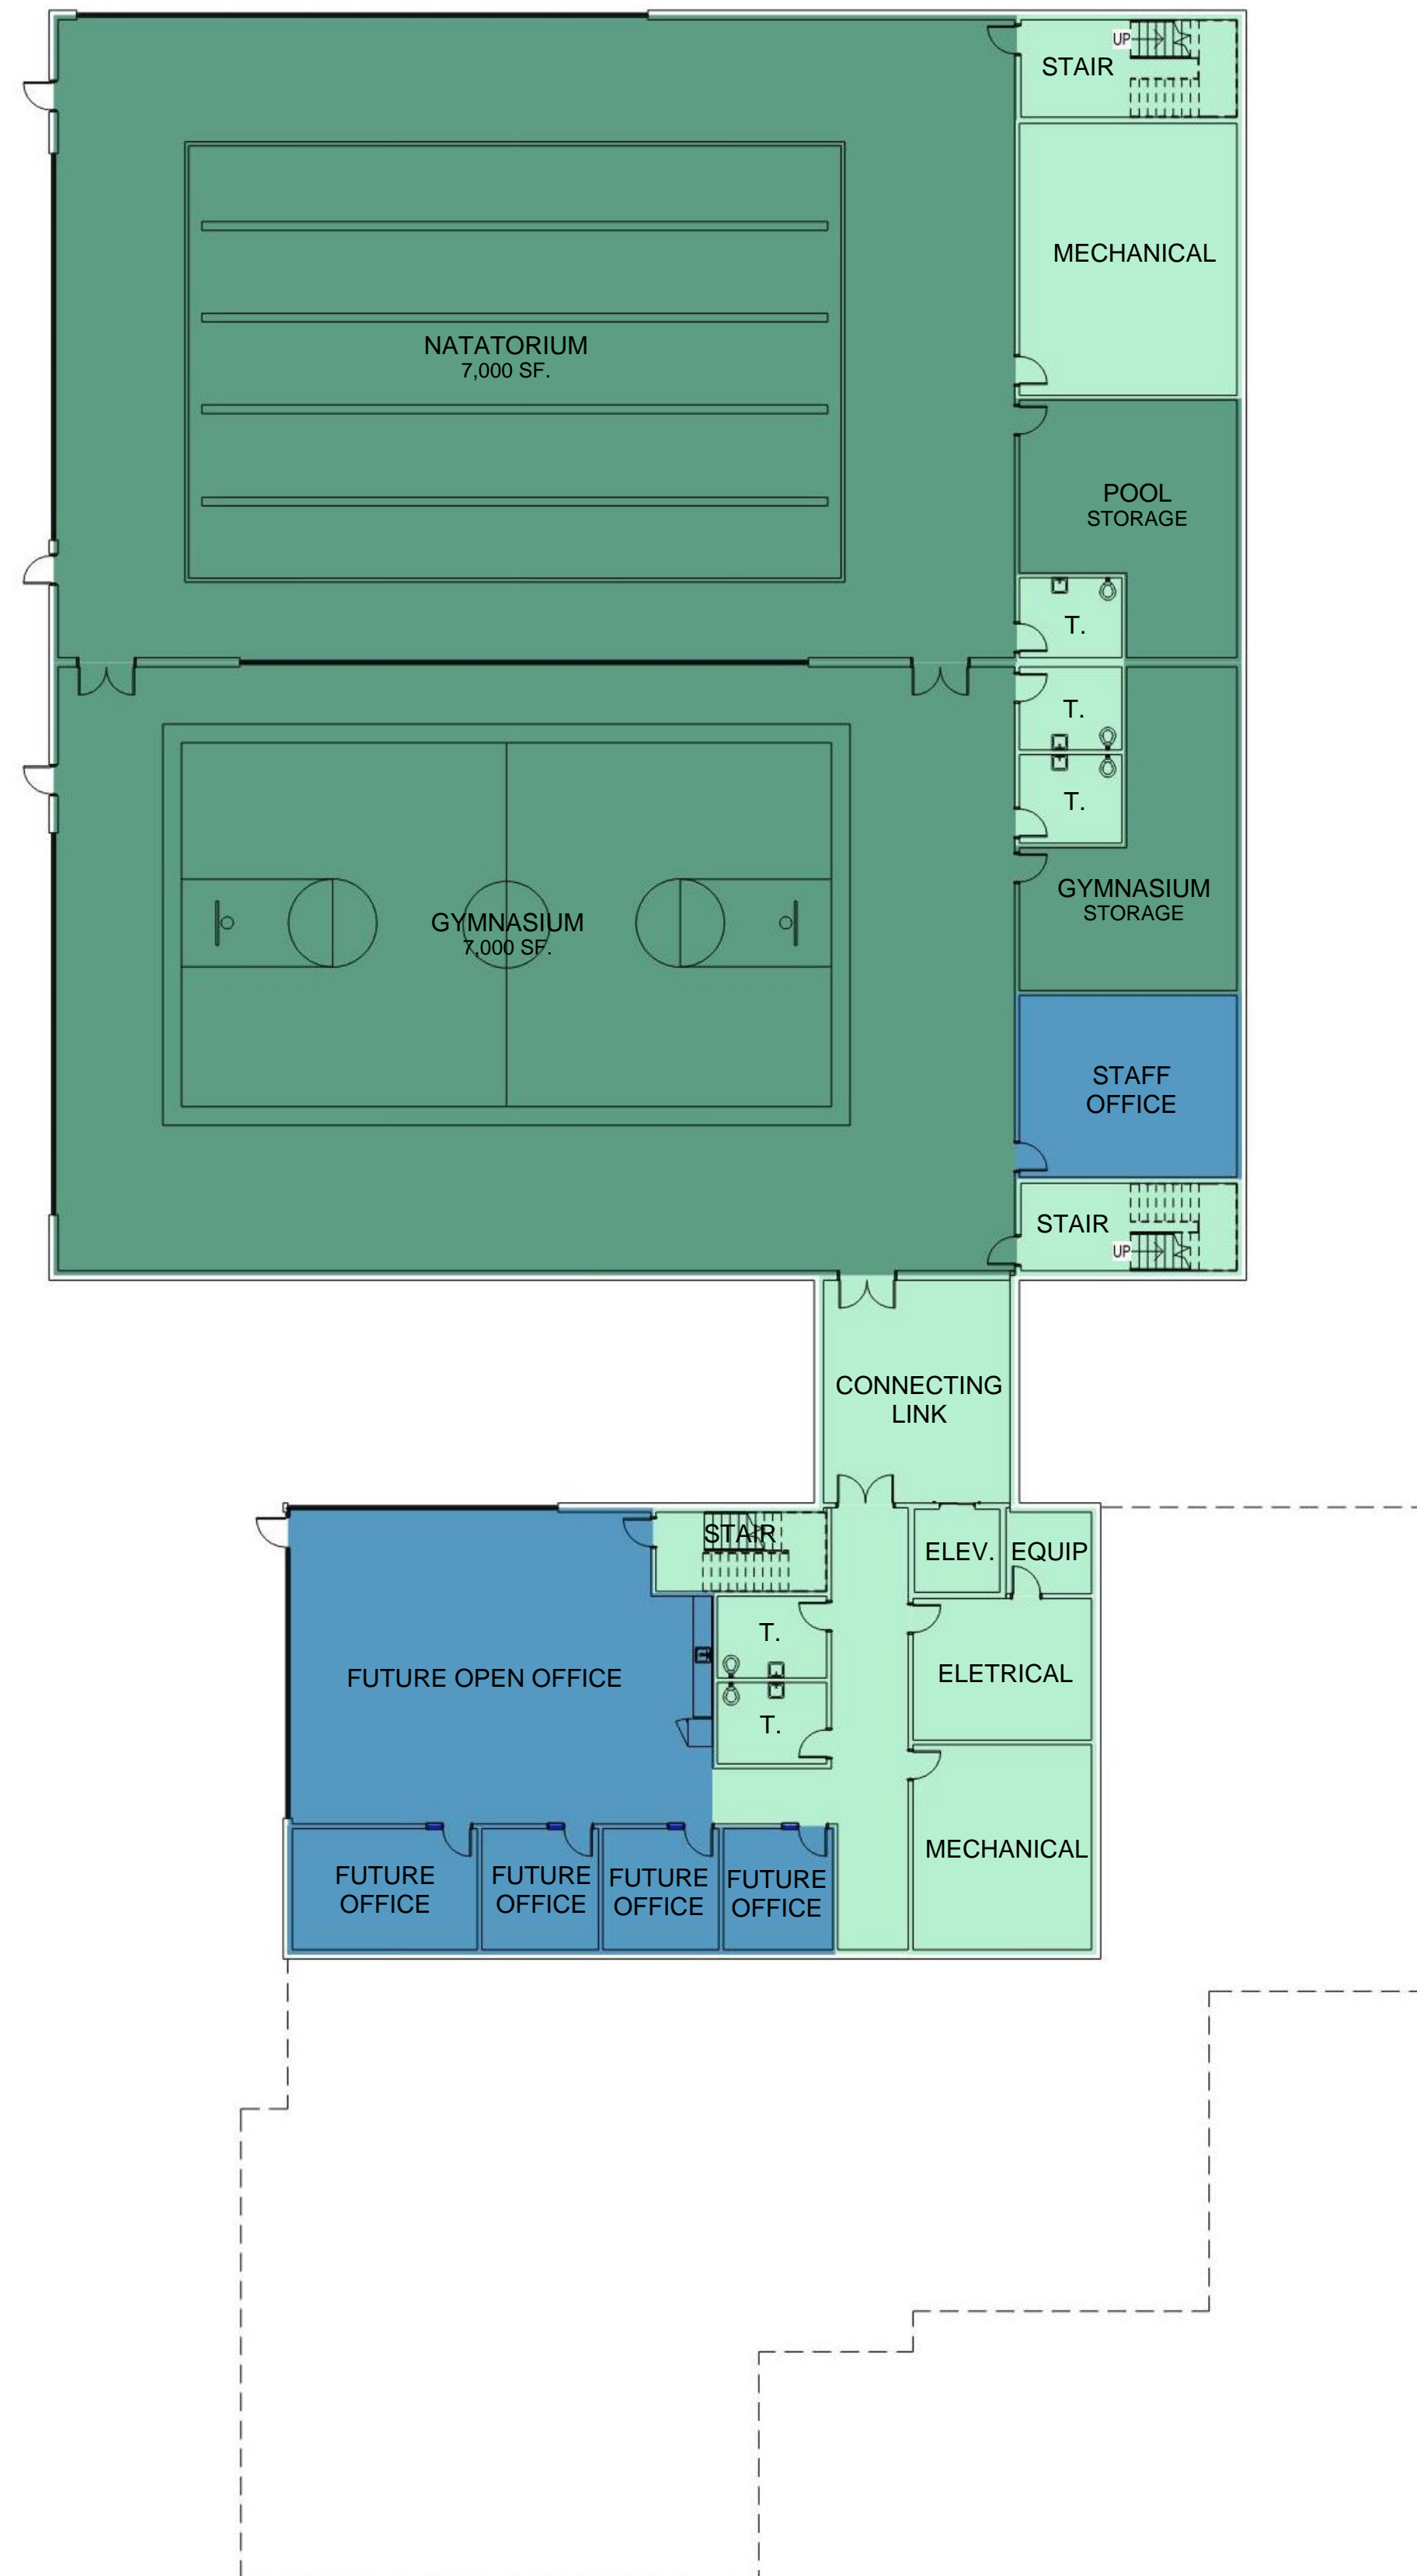 UP
STAIR
MECHANICAL
NATATORIUM
7,000 SF.
POOL
STORAGE
T.
T.
T.
GYMNASIUM
STORAGE
GYMNASIUM
7,000 SF.
STAFF
OFFICE
STAIR
UP
CONNECTING
LINK
STAIR
ELEV.
EQUIP
T.
ELETRICAL
FUTURE OPEN OFFICE
T.
MECHANICAL
FUTURE
OFFICE
FUTURE
OFFICE
FUTURE
OFFICE
FUTURE
OFFICE